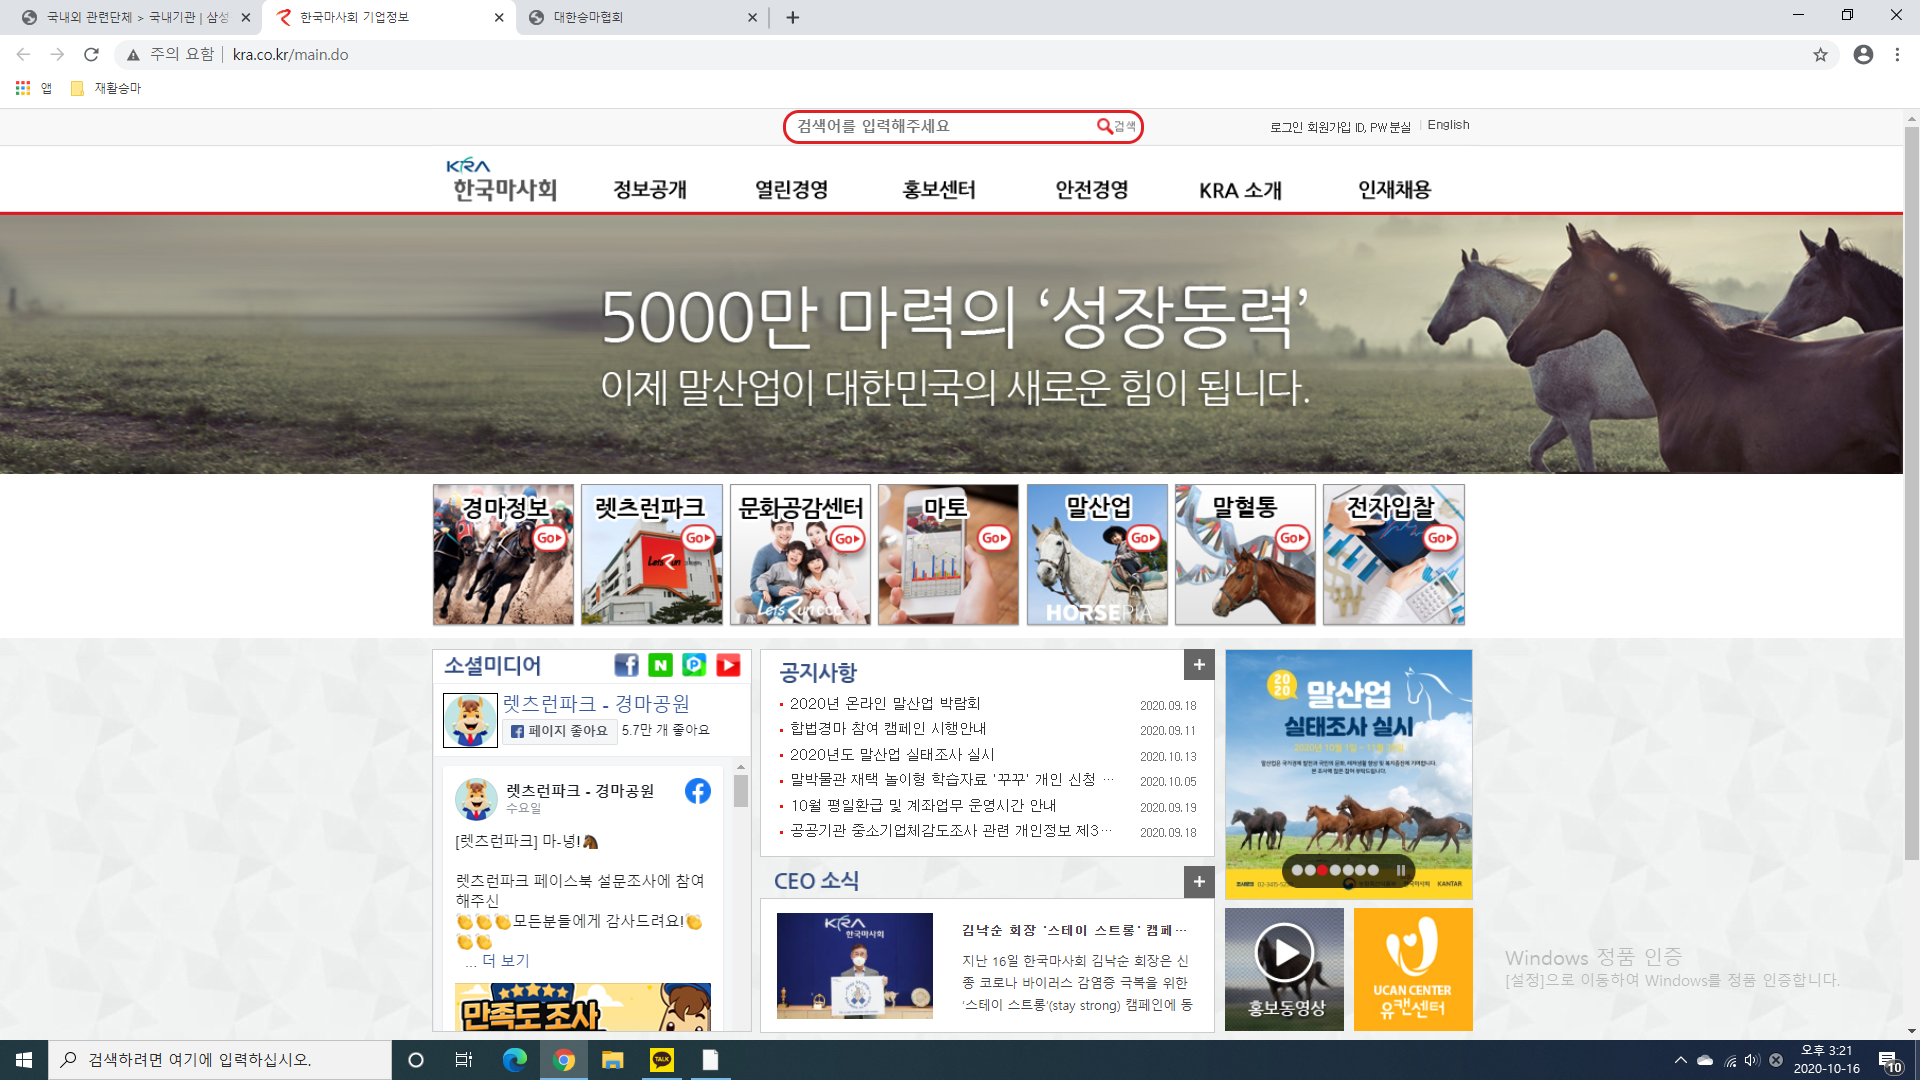 국내외 관련단체 > 국내기관 | 삼성
한국마사회 기업정보
대한승마협회
주의 요함
kra.co.kr/main.do
앱
재활승마
검색어를 입력해주세요
검색
로그인 회원가입 ID, PW 분실
English
KRA
한국마사회
정보공개
열린경영
홍보센터
안전경영
KRA 소개
인재채용
5000만 마력의 ‘성장동력’
이제 말산업이 대한민국의 새로운 힘이 됩니다.
경마정보
Go
렛츠런파크
Go
LetsRun
문화공감센터
Go
LetsRun CCC
마토
Go
말산업
Go
HORSEPIA
말혈통
Go
전자입찰
Go
소셜미디어
렛츠런파크 - 경마공원
페이지 좋아요
5.7만 개 좋아요
렛츠런파크 - 경마공원
수요일
[렛츠런파크] 마-녕!🐴
렛츠런파크 페이스북 설문조사에 참여
해주신
👏👏👏모든분들에게 감사드려요!👏
👏👏
... 더 보기
만족도 조사
공지사항
2020년 온라인 말산업 박람회 2020.09.18
합법경마 참여 캠페인 시행안내 2020.09.11
2020년도 말산업 실태조사 실시 2020.10.13
말박물관 재택 놀이형 학습자료 '꾸꾸' 개인 신청 ··· 2020.10.05
10월 평일환급 및 계좌업무 운영시간 안내 2020.09.19
공공기관 중소기업체감도조사 관련 개인정보 제3··· 2020.09.18
CEO 소식
KRA
한국마사회
김낙순 회장 '스테이 스트롱' 캠페···
지난 16일 한국마사회 김낙순 회장은 신
종 코로나 바이러스 감염증 극복을 위한
‘스테이 스트롱’(stay strong) 캠페인에 동
2020
말산업
실태조사 실시
KANTAR
홍보동영상
UCAN CENTER
유캔센터
Windows 정품 인증
[설정]으로 이동하여 Windows를 정품 인증합니다.
검색하려면 여기에 입력하십시오.
TALK
오후 3:21
2020-10-16
10